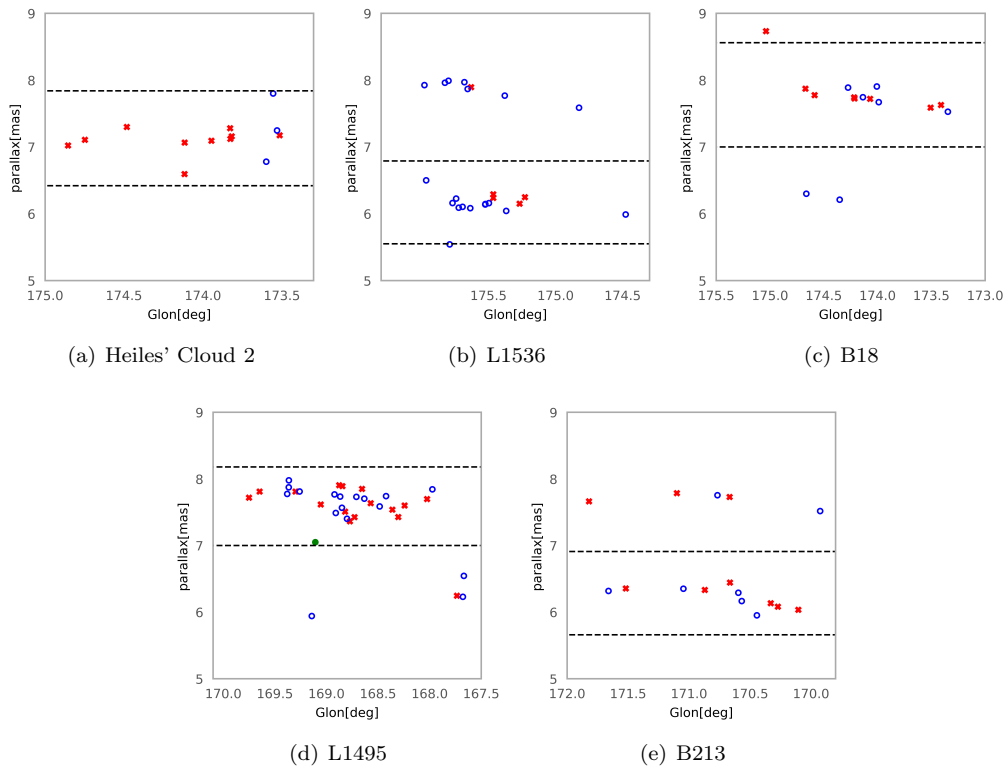 9
8
7
6
5
parallax[mas]
175.0 174.5 174.0 173.5
Glon[deg]
(a) Heiles' Cloud 2
9
8
7
6
5
parallax[mas]
175.5 175.0 174.5
Glon[deg]
(b) L1536
9
8
7
6
5
parallax[mas]
175.5 175.0 174.5 174.0 173.5 173.0
Glon[deg]
(c) B18
9
8
7
6
5
parallax[mas]
170.0 169.5 169.0 168.5 168.0 167.5
Glon[deg]
(d) L1495
9
8
7
6
5
parallax[mas]
172.0 171.5 171.0 170.5 170.0
Glon[deg]
(e) B213